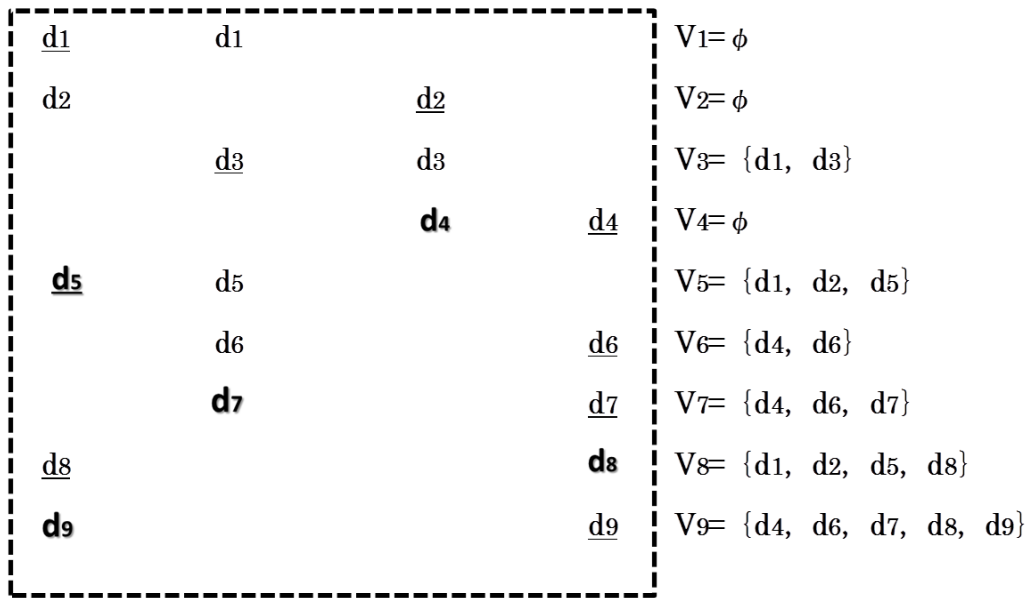 d1 d1 V1= ϕ
d2 d2 V2= ϕ
d3 d3 V3= {d1, d3}
d4 d4 V4= ϕ
d5 d5 V5= {d1, d2, d5}
d6 d6 V6= {d4, d6}
d7 d7 V7= {d4, d6, d7}
d8 d8 V8= {d1, d2, d5, d8}
d9 d9 V9= {d4, d6, d7, d8, d9}